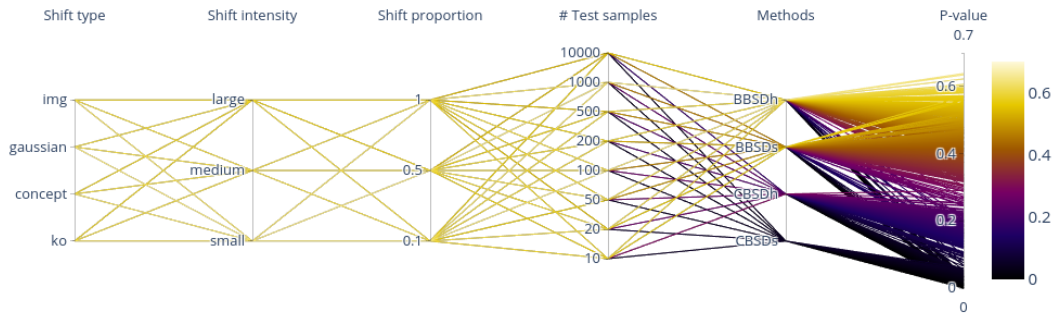 Shift type
Shift intensity
Shift proportion
# Test samples
Methods
P-value
0.7
img
gaussian
concept
ko
large
medium
small
1
0.5
0.1
10000
1000
500
200
100
50
20
10
BBSDh
BBSDs
CBSDh
CBSDs
0.6
0.4
0.2
0
0
0.6
0.4
0.2
0